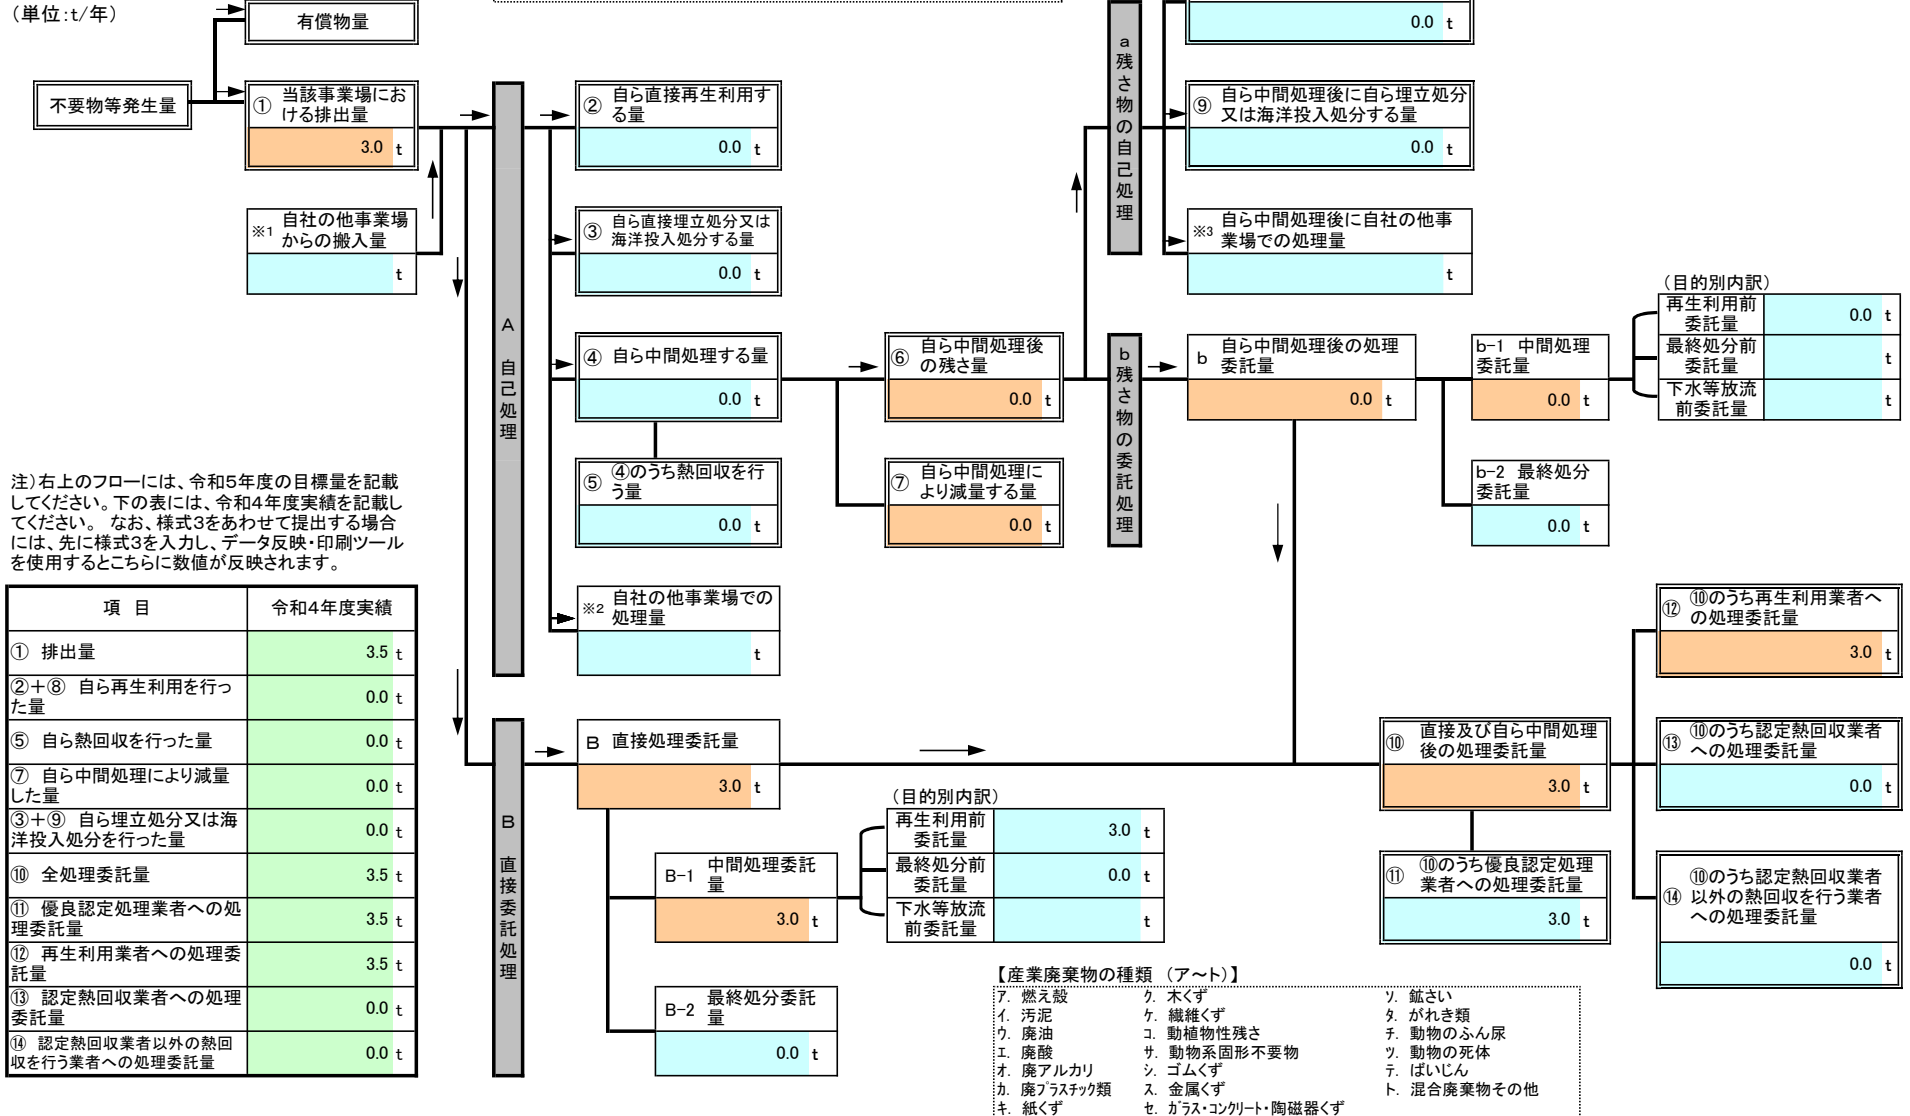 （単位:t/年）
有償物量
不要物等発生量
① 当該事業場にお
ける排出量
3.0 t
※1 自社の他事業場
からの搬入量
t
A 自己処理
② 自ら直接再生利用す
る量
0.0 t
③ 自ら直接埋立処分又は
海洋投入処分する量
0.0 t
④ 自ら中間処理する量
0.0 t
⑤ ④のうち熱回収を行
う量
0.0 t
※2 自社の他事業場での
処理量
t
⑥ 自ら中間処理後
の残さ量
0.0 t
⑦ 自ら中間処理に
より減量する量
0.0 t
a 残さ物の自己処理
0.0 t
⑨ 自ら中間処理後に自ら埋立処分
又は海洋投入処分する量
0.0 t
※3 自ら中間処理後に自社の他事
業場での処理量
t
b 残さ物の委託処理
b 自ら中間処理後の処理
委託量
0.0 t
b-1 中間処理
委託量
0.0 t
b-2 最終処分
委託量
0.0 t
（目的別内訳）
再生利用前
委託量
0.0 t
最終処分前
委託量
t
下水等放流
前委託量
t
注）右上のフローには、令和5年度の目標量を記載
してください。下の表には、令和4年度実績を記載し
てください。 なお、様式3をあわせて提出する場合
には、先に様式3を入力し、データ反映・印刷ツール
を使用するとこちらに数値が反映されます。
項 目 令和4年度実績
① 排出量 3.5 t
②+⑧ 自ら再生利用を行っ
た量 0.0 t
⑤ 自ら熱回収を行った量 0.0 t
⑦ 自ら中間処理により減量
した量 0.0 t
③+⑨ 自ら埋立処分又は海
洋投入処分を行った量 0.0 t
⑩ 全処理委託量 3.5 t
⑪ 優良認定処理業者への処
理委託量 3.5 t
⑫ 再生利用業者への処理委
託量 3.5 t
⑬ 認定熱回収業者への処理
委託量 0.0 t
⑭ 認定熱回収業者以外の熱回
収を行う業者への処理委託量 0.0 t
B 直接委託処理
B 直接処理委託量
3.0 t
B-1 中間処理委託
量
3.0 t
B-2 最終処分委託
量
0.0 t
（目的別内訳）
再生利用前
委託量
3.0 t
最終処分前
委託量
0.0 t
下水等放流
前委託量
t
⑩ 直接及び自ら中間処理
後の処理委託量
3.0 t
⑪ ⑩のうち優良認定処理
業者への処理委託量
3.0 t
⑫ ⑩のうち再生利用業者へ
の処理委託量
3.0 t
⑬ ⑩のうち認定熱回収業者
への処理委託量
0.0 t
⑭ ⑩のうち認定熱回収業者
以外の熱回収を行う業者
への処理委託量
0.0 t
【産業廃棄物の種類 （ア～ト）】
ア. 燃え殻 ク. 木くず ソ. 鉱さい
イ. 汚泥 ケ. 繊維くず タ. がれき類
ウ. 廃油 コ. 動植物性残さ チ. 動物のふん尿
エ. 廃酸 サ. 動物系固形不要物 ツ. 動物の死体
オ. 廃アルカリ シ. ゴムくず テ. ばいじん
カ. 廃プラスチック類 ス. 金属くず ト. 混合廃棄物その他
キ. 紙くず セ. ガラス・コンクリート・陶磁器くず